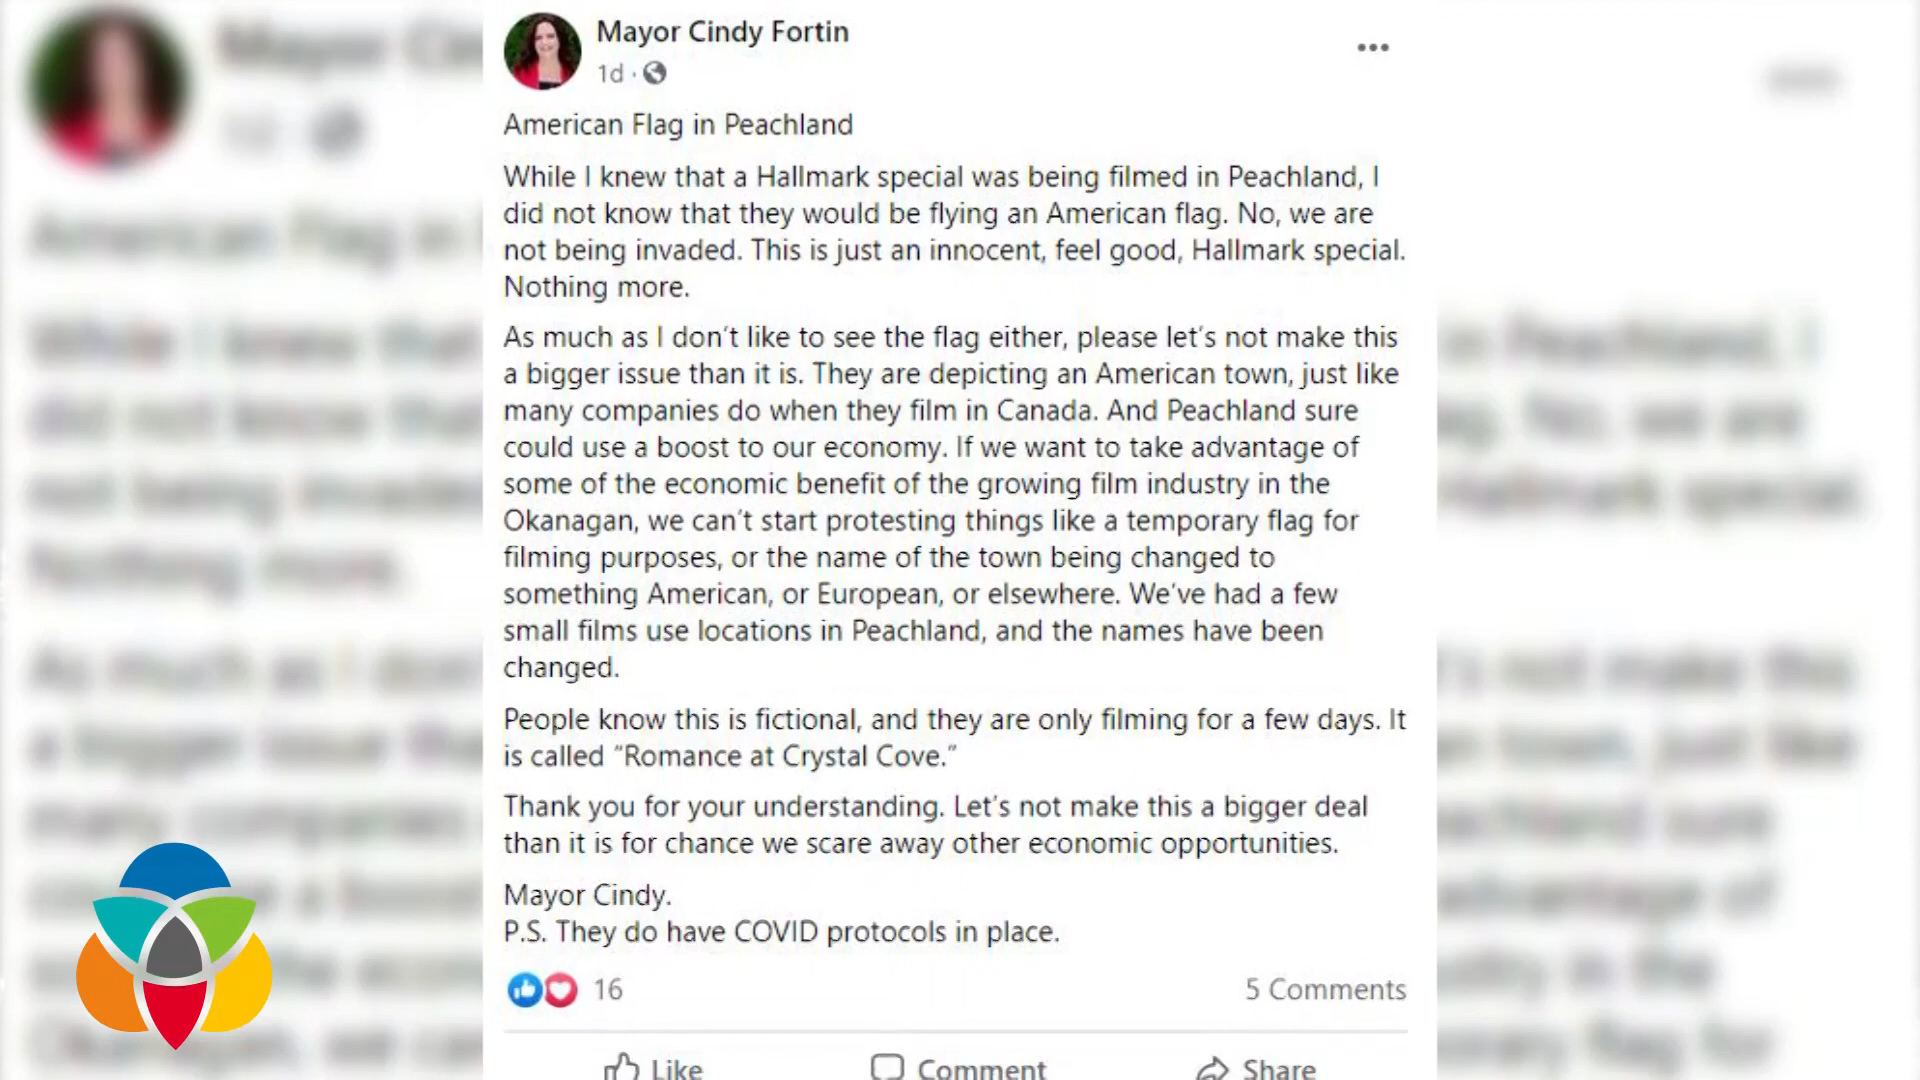 Mayor Cindy Fortin
1d ·
American Flag in Peachland
While I knew that a Hallmark special was being filmed in Peachland, I
did not know that they would be flying an American flag. No, we are
not being invaded. This is just an innocent, feel good, Hallmark special.
Nothing more.
As much as I don't like to see the flag either, please let's not make this
a bigger issue than it is. They are depicting an American town, just like
many companies do when they film in Canada. And Peachland sure
could use a boost to our economy. If we want to take advantage of
some of the economic benefit of the growing film industry in the
Okanagan, we can't start protesting things like a temporary flag for
filming purposes, or the name of the town being changed to
something American, or European, or elsewhere. We've had a few
small films use locations in Peachland, and the names have been
changed.
People know this is fictional, and they are only filming for a few days. It
is called "Romance at Crystal Cove."
Thank you for your understanding. Let's not make this a bigger deal
than it is for chance we scare away other economic opportunities.
Mayor Cindy.
P.S. They do have COVID protocols in place.
16 5 Comments
Like Comment Share